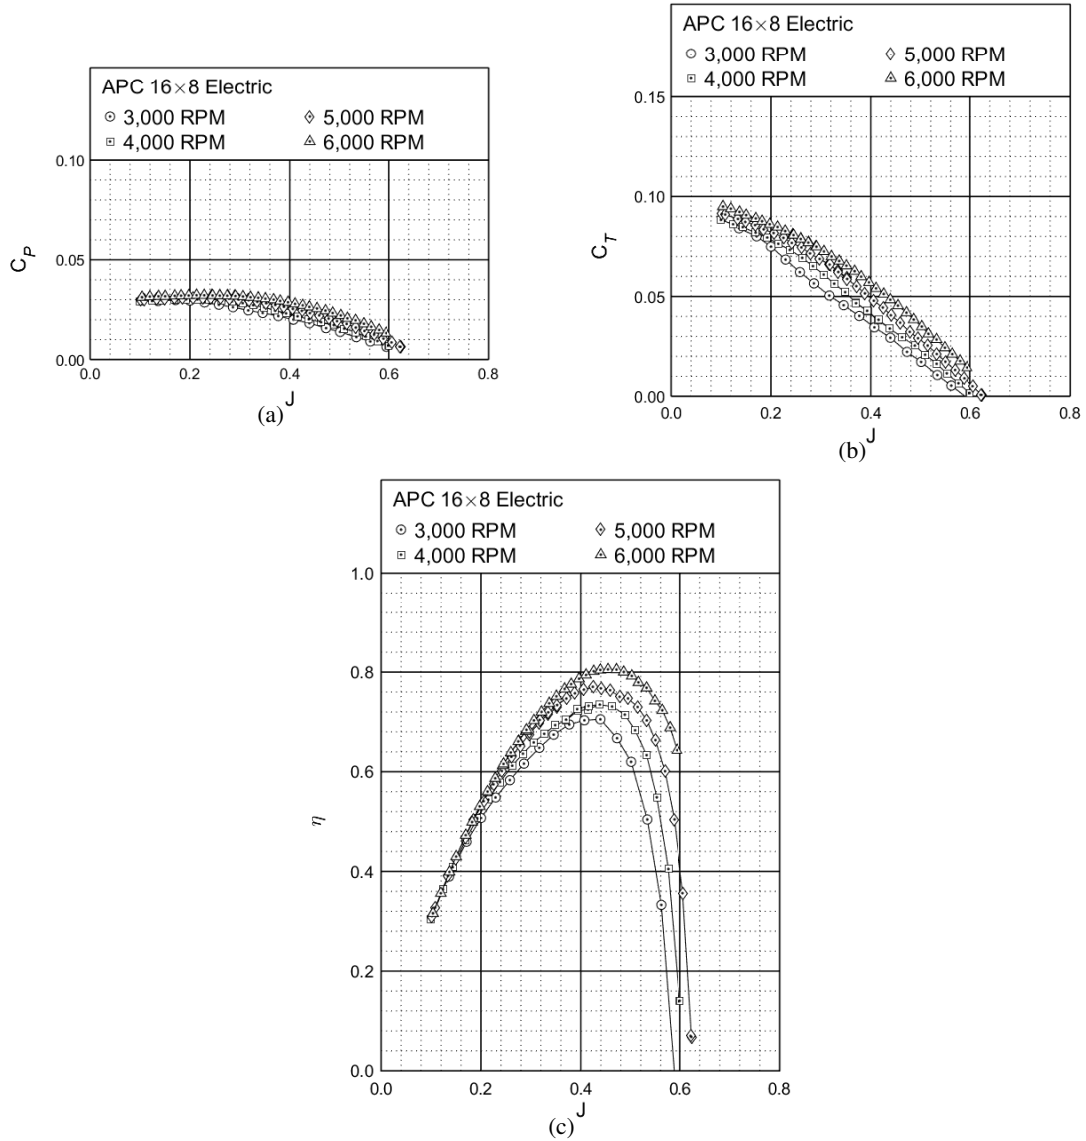 APC 16×8 Electric
3,000 RPM 5,000 RPM
4,000 RPM 6,000 RPM
0.10
0.05
0.00
C_P
0.0 0.2 0.4 0.6 0.8
J
(a)
APC 16×8 Electric
3,000 RPM 5,000 RPM
4,000 RPM 6,000 RPM
0.15
0.10
0.05
0.00
C_T
0.0 0.2 0.4 0.6 0.8
J
(b)
APC 16×8 Electric
3,000 RPM 5,000 RPM
4,000 RPM 6,000 RPM
1.0
0.8
0.6
0.4
0.2
0.0
η
0.0 0.2 0.4 0.6 0.8
J
(c)